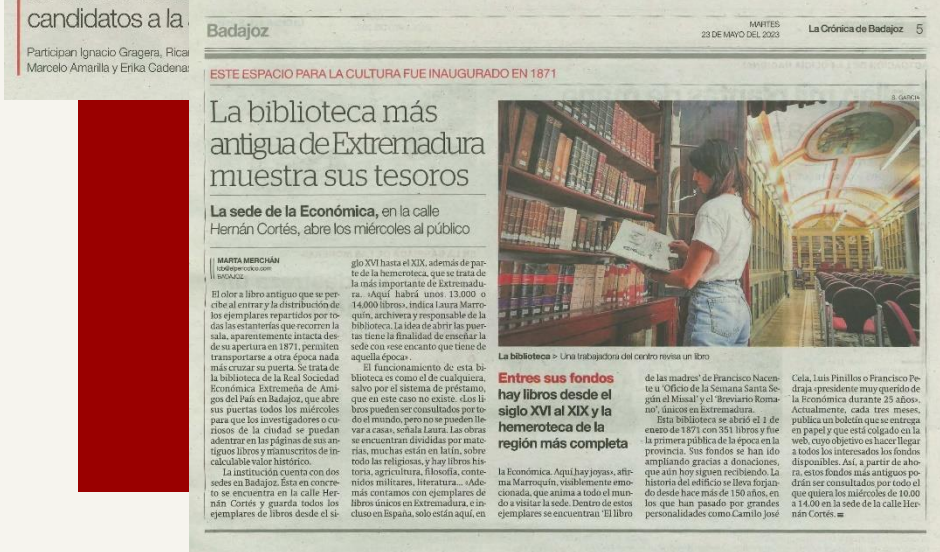 candidatos a la
Participan Ignacio Gragera,
Marcelo Amarilla y Erika
Badajoz
MARTES
23 DE MAYO DEL 2023
La Crónica de Badajoz 5
ESTE ESPACIO PARA LA CULTURA FUE INAUGURADO EN 1871
S. GARCÍA
La biblioteca más
antigua de Extremadura
muestra sus tesoros
La sede de la Económica, en la calle
Hernán Cortés, abre los miércoles al público
MARTA MERCHÁN
lcb@elperiodico.com
BADAJOZ
El olor a libro antiguo que se per-
cibe al entrar y la distribución de
los ejemplares repartidos por to-
das las estanterías que recorren la
sala, aparentemente intacta des-
de su apertura en 1871, permiten
transportarse a otra época nada
más cruzar su puerta. Se trata de
la biblioteca de la Real Sociedad
Económica Extremeña de Ami-
gos del País en Badajoz, que abre
sus puertas todos los miércoles
para que los investigadores o cu-
riosos de la ciudad se puedan
adentrar en las páginas de sus an-
tiguos libros y manuscritos de in-
calculable valor histórico.
La institución cuenta con dos
sedes en Badajoz. Esta en concre-
to se encuentra en la calle Her-
nán Cortés y guarda todos los
ejemplares de libros desde el si-
glo XVI hasta el XIX, además de par-
te de la hemeroteca, que se trata de
la más importante de Extremadu-
ra. «Aquí habrá unos 13.000 o
14.000 libros», indica Laura Marro-
quín, archivera y responsable de la
biblioteca. La idea de abrir las puer-
tas tiene la finalidad de enseñar la
sede con «ese encanto que tiene de
aquella época».
El funcionamiento de esta bi-
blioteca es como el de cualquiera,
salvo por el sistema de préstamo,
que en este caso no existe. «Los li-
bros pueden ser consultados por to-
do el mundo, pero no se pueden lle-
var a casa», señala Laura. Las obras
se encuentran divididas por mate-
rias, muchas están en latín, sobre
todo las religiosas, y hay libros his-
toria, agricultura, filosofía, conte-
nidos militares, literatura... «Ade-
más contamos con ejemplares de
libros únicos en Extremadura, e in-
cluso en España, solo están aquí, en
La biblioteca > Una trabajadora del centro revisa un libro
Entres sus fondos
hay libros desde el
siglo XVI al XIX y la
hemeroteca de la
región más completa
la Económica. Aquí hay joyas», afir-
ma Marroquín, visiblemente emo-
cionada, que anima a todo el mun-
do a visitar la sede. Dentro de estos
ejemplares se encuentran 'El libro
de las madres' de Francisco Nacen-
te u 'Oficio de la Semana Santa Se-
gún el Missal' y el 'Breviario Roma-
no', únicos en Extremadura.
Esta biblioteca se abrió el 1 de
enero de 1871 con 351 libros y fue
la primera pública de la época en la
provincia. Sus fondos se han ido
ampliando gracias a donaciones,
que aún hoy siguen recibiendo. La
historia del edificio se lleva forjan-
do desde hace más de 150 años, en
los que han pasado por grandes
personalidades como Camilo José
Cela, Luis Pinillos o Francisco Pe-
draja «presidente muy querido de
la Económica durante 25 años».
Actualmente, cada tres meses,
publica un boletín que se entrega
en papel y que está colgado en la
web, cuyo objetivo es hacer llegar
a todos los interesados los fondos
disponibles. Así, a partir de aho-
ra, estos fondos más antiguos po-
drán ser consultados por todo el
que quiera los miércoles de 10.00
a 14.00 en la sede de la calle Her-
nán Cortés.